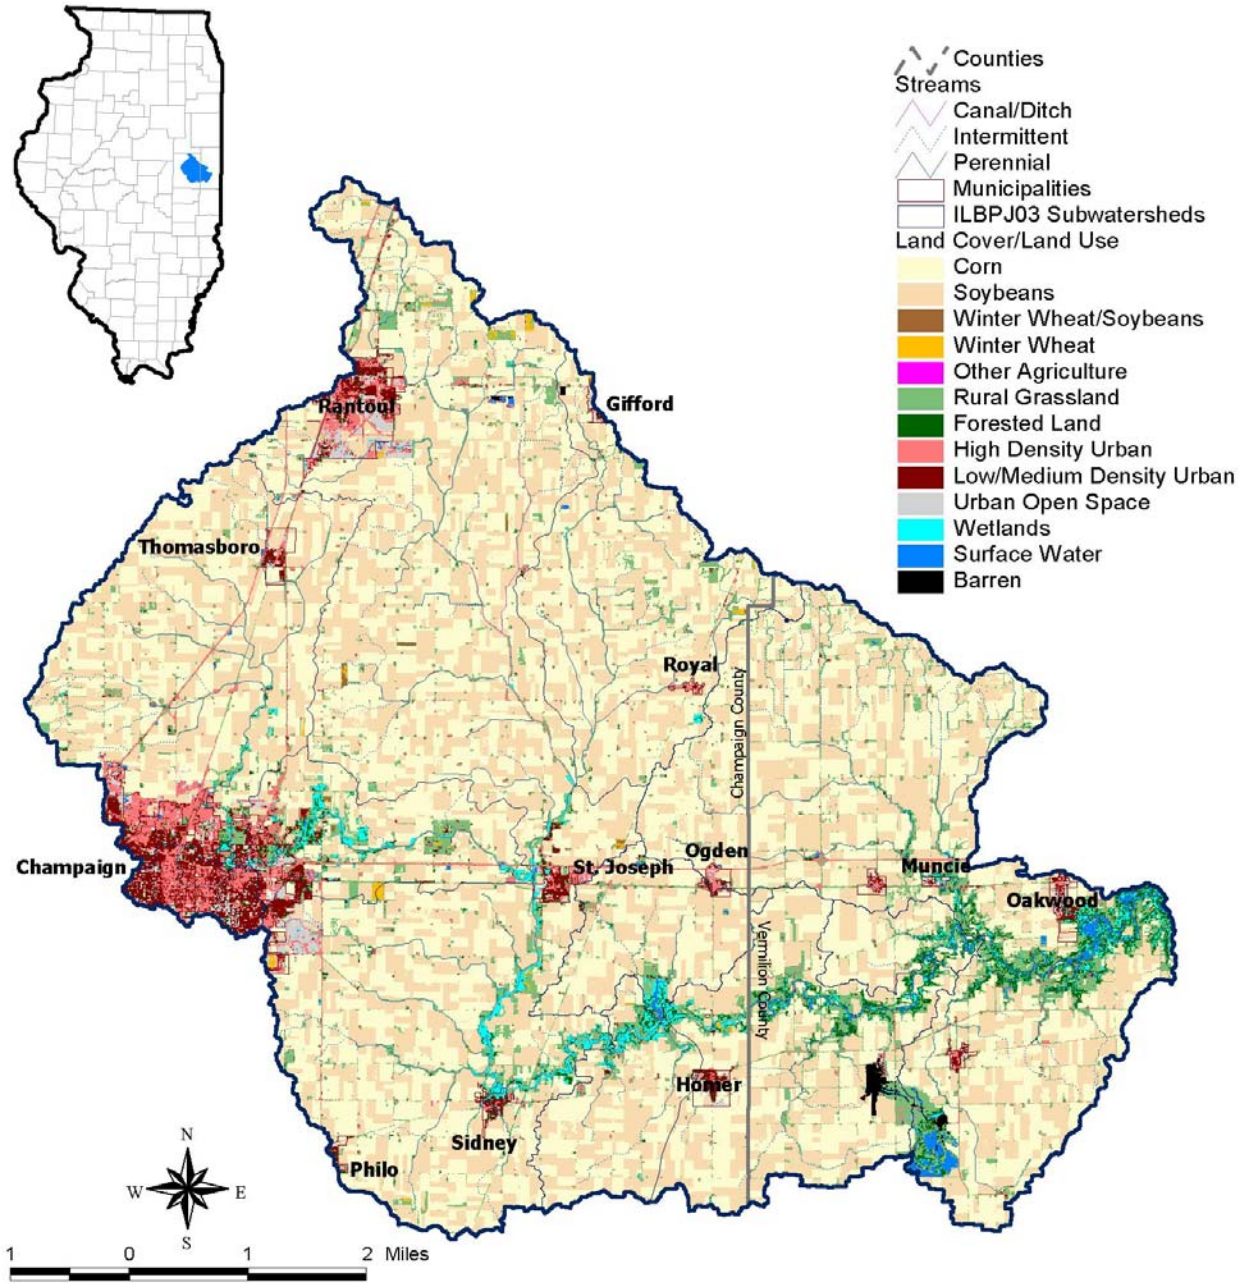 Counties
Streams
Canal/Ditch
Intermittent
Perennial
Municipalities
ILBPJ03 Subwatersheds
Land Cover/Land Use
Corn
Soybeans
Winter Wheat/Soybeans
Winter Wheat
Other Agriculture
Rural Grassland
Forested Land
High Density Urban
Low/Medium Density Urban
Urban Open Space
Wetlands
Surface Water
Barren
Rantoul
Gifford
Thomasboro
Royal
Champaign County
Champaign
St. Joseph
Ogden
Muncie
Oakwood
Vermilion County
Homer
Sidney
Philo
N
W E
S
1 0 1 2 Miles